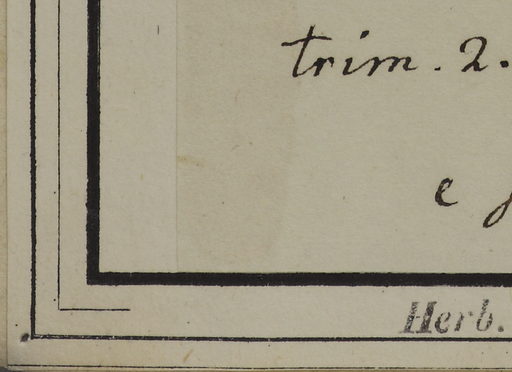 trim. 2.
e
Herb.